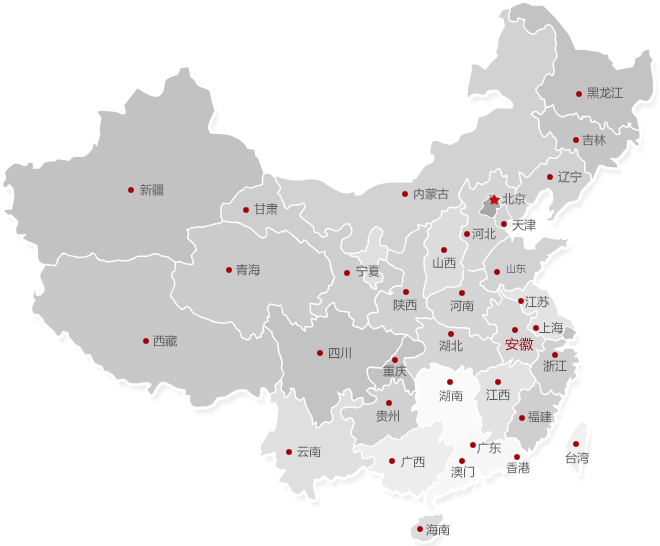 黑龙江
吉林
辽宁
新疆
内蒙古
北京
甘肃
天津
河北
山西
青海
宁夏
山东
陕西
河南
江苏
上海
西藏
安徽
湖北
四川
浙江
重庆
湖南
江西
贵州
福建
云南
广东
台湾
广西
香港
澳门
海南